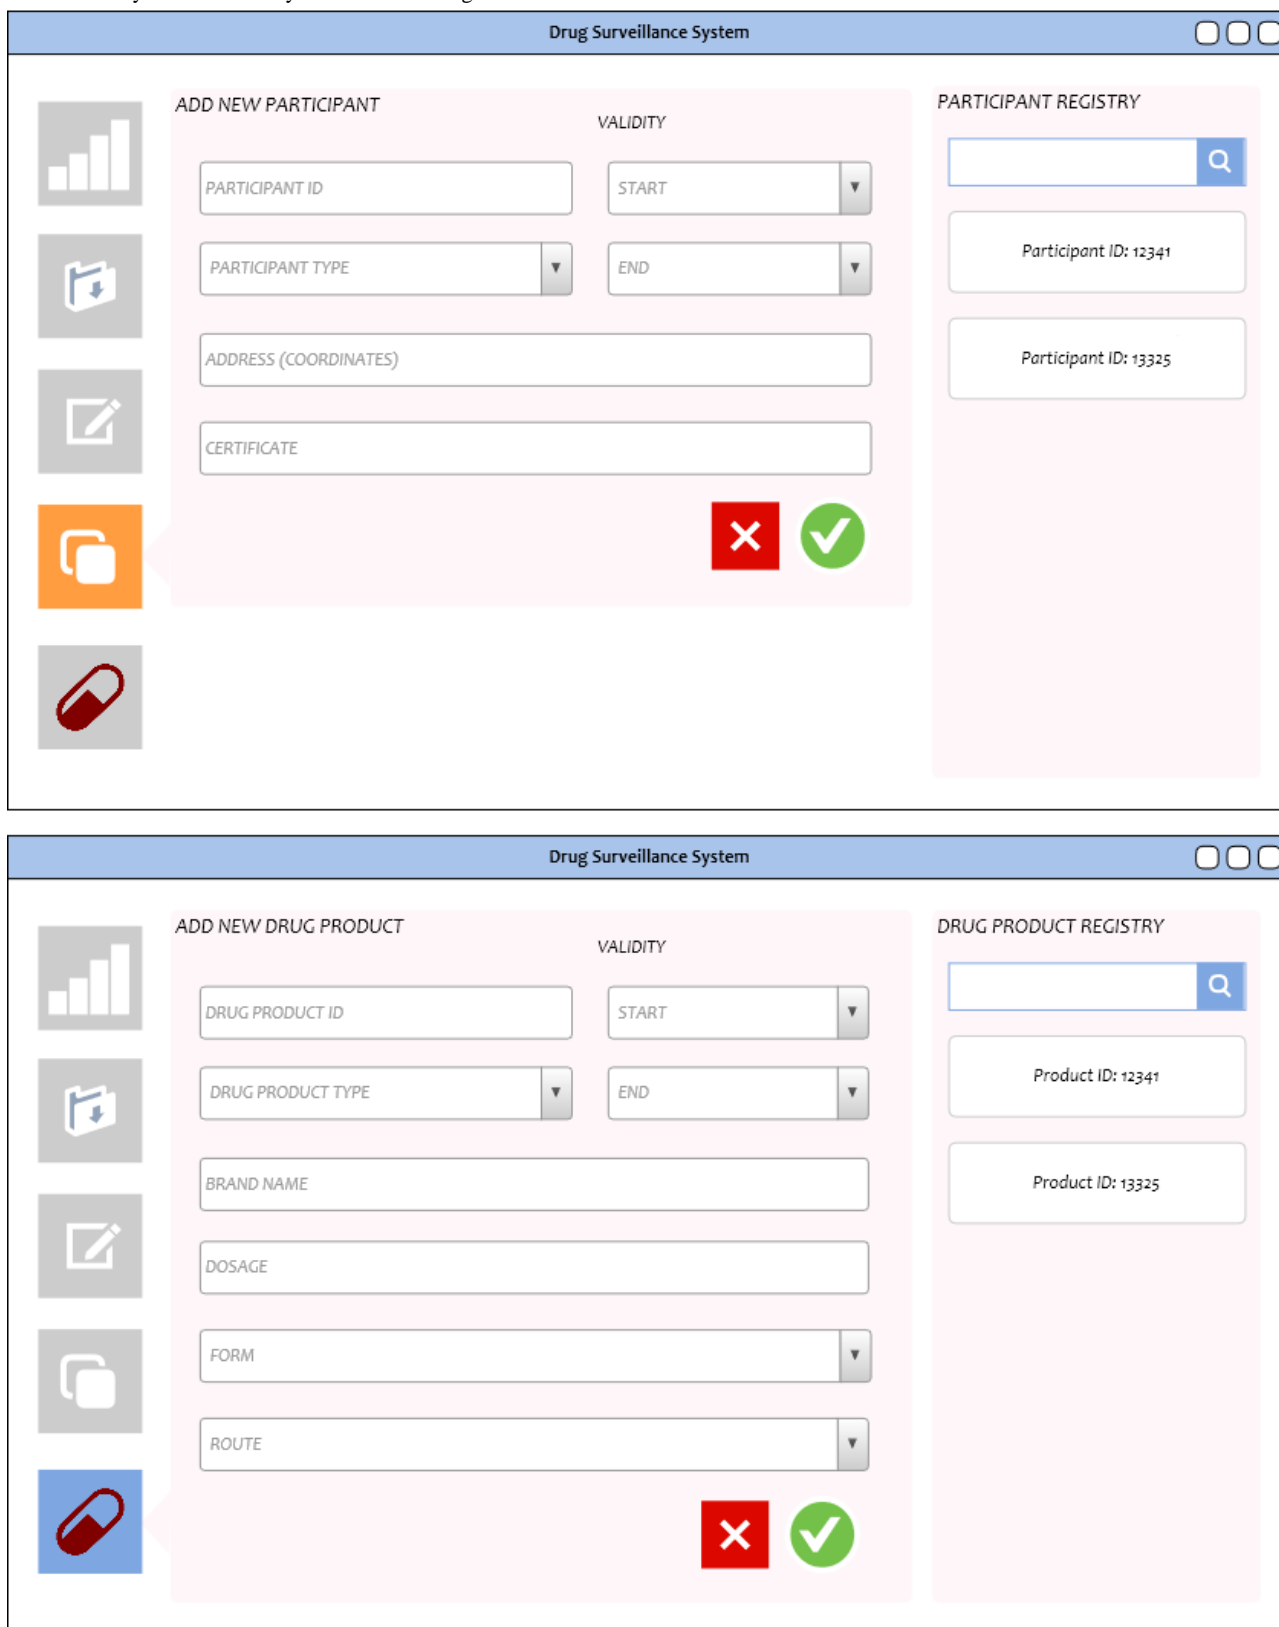 Drug Surveillance System
ADD NEW PARTICIPANT
VALIDITY
PARTICIPANT ID
START
PARTICIPANT TYPE
END
ADDRESS (COORDINATES)
CERTIFICATE
PARTICIPANT REGISTRY
Participant ID: 12341
Participant ID: 13325
Drug Surveillance System
ADD NEW DRUG PRODUCT
VALIDITY
DRUG PRODUCT ID
START
DRUG PRODUCT TYPE
END
BRAND NAME
DOSAGE
FORM
ROUTE
DRUG PRODUCT REGISTRY
Product ID: 12341
Product ID: 13325